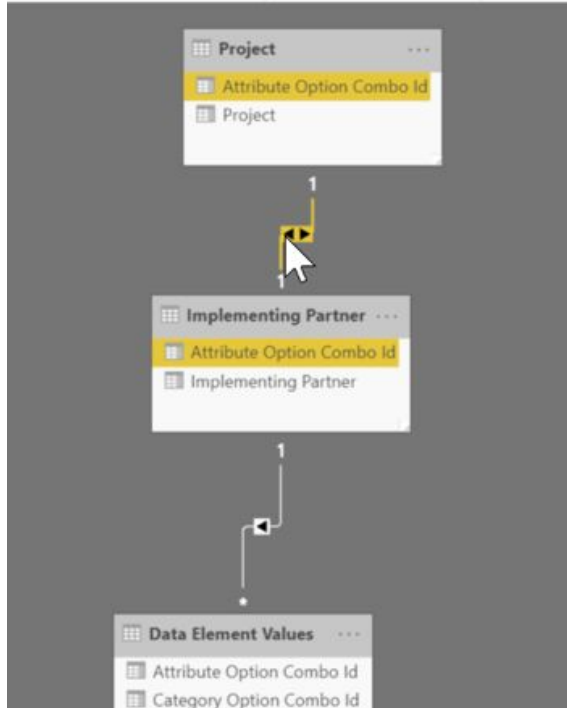 Project
Attribute Option Combo Id
Project
1
1
Implementing Partner
Attribute Option Combo Id
Implementing Partner
1
*
Data Element Values
Attribute Option Combo Id
Category Option Combo Id